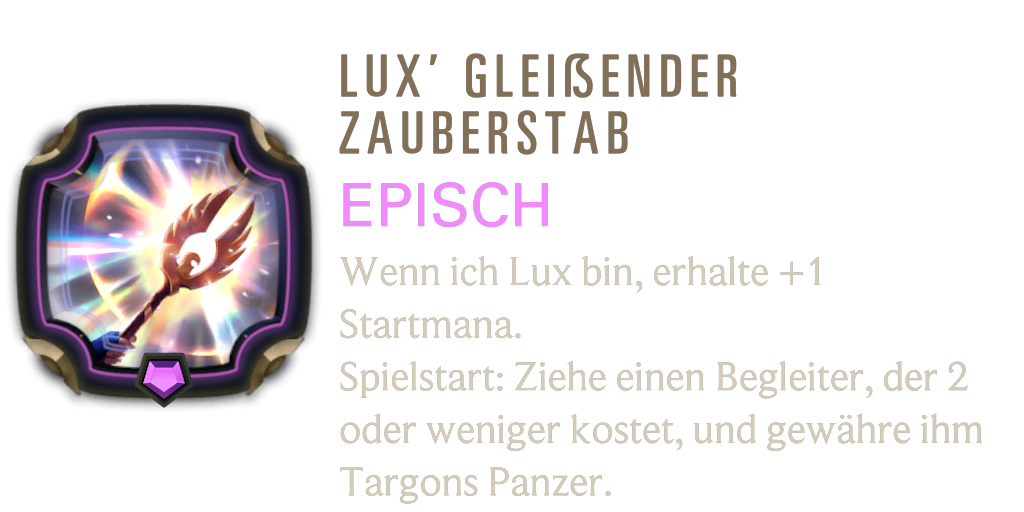 LUX’ GLEIẞENDER
ZAUBERSTAB
EPISCH
Wenn ich Lux bin, erhalte +1
Startmana.
Spielstart: Ziehe einen Begleiter, der 2
oder weniger kostet, und gewähre ihm
Targons Panzer.